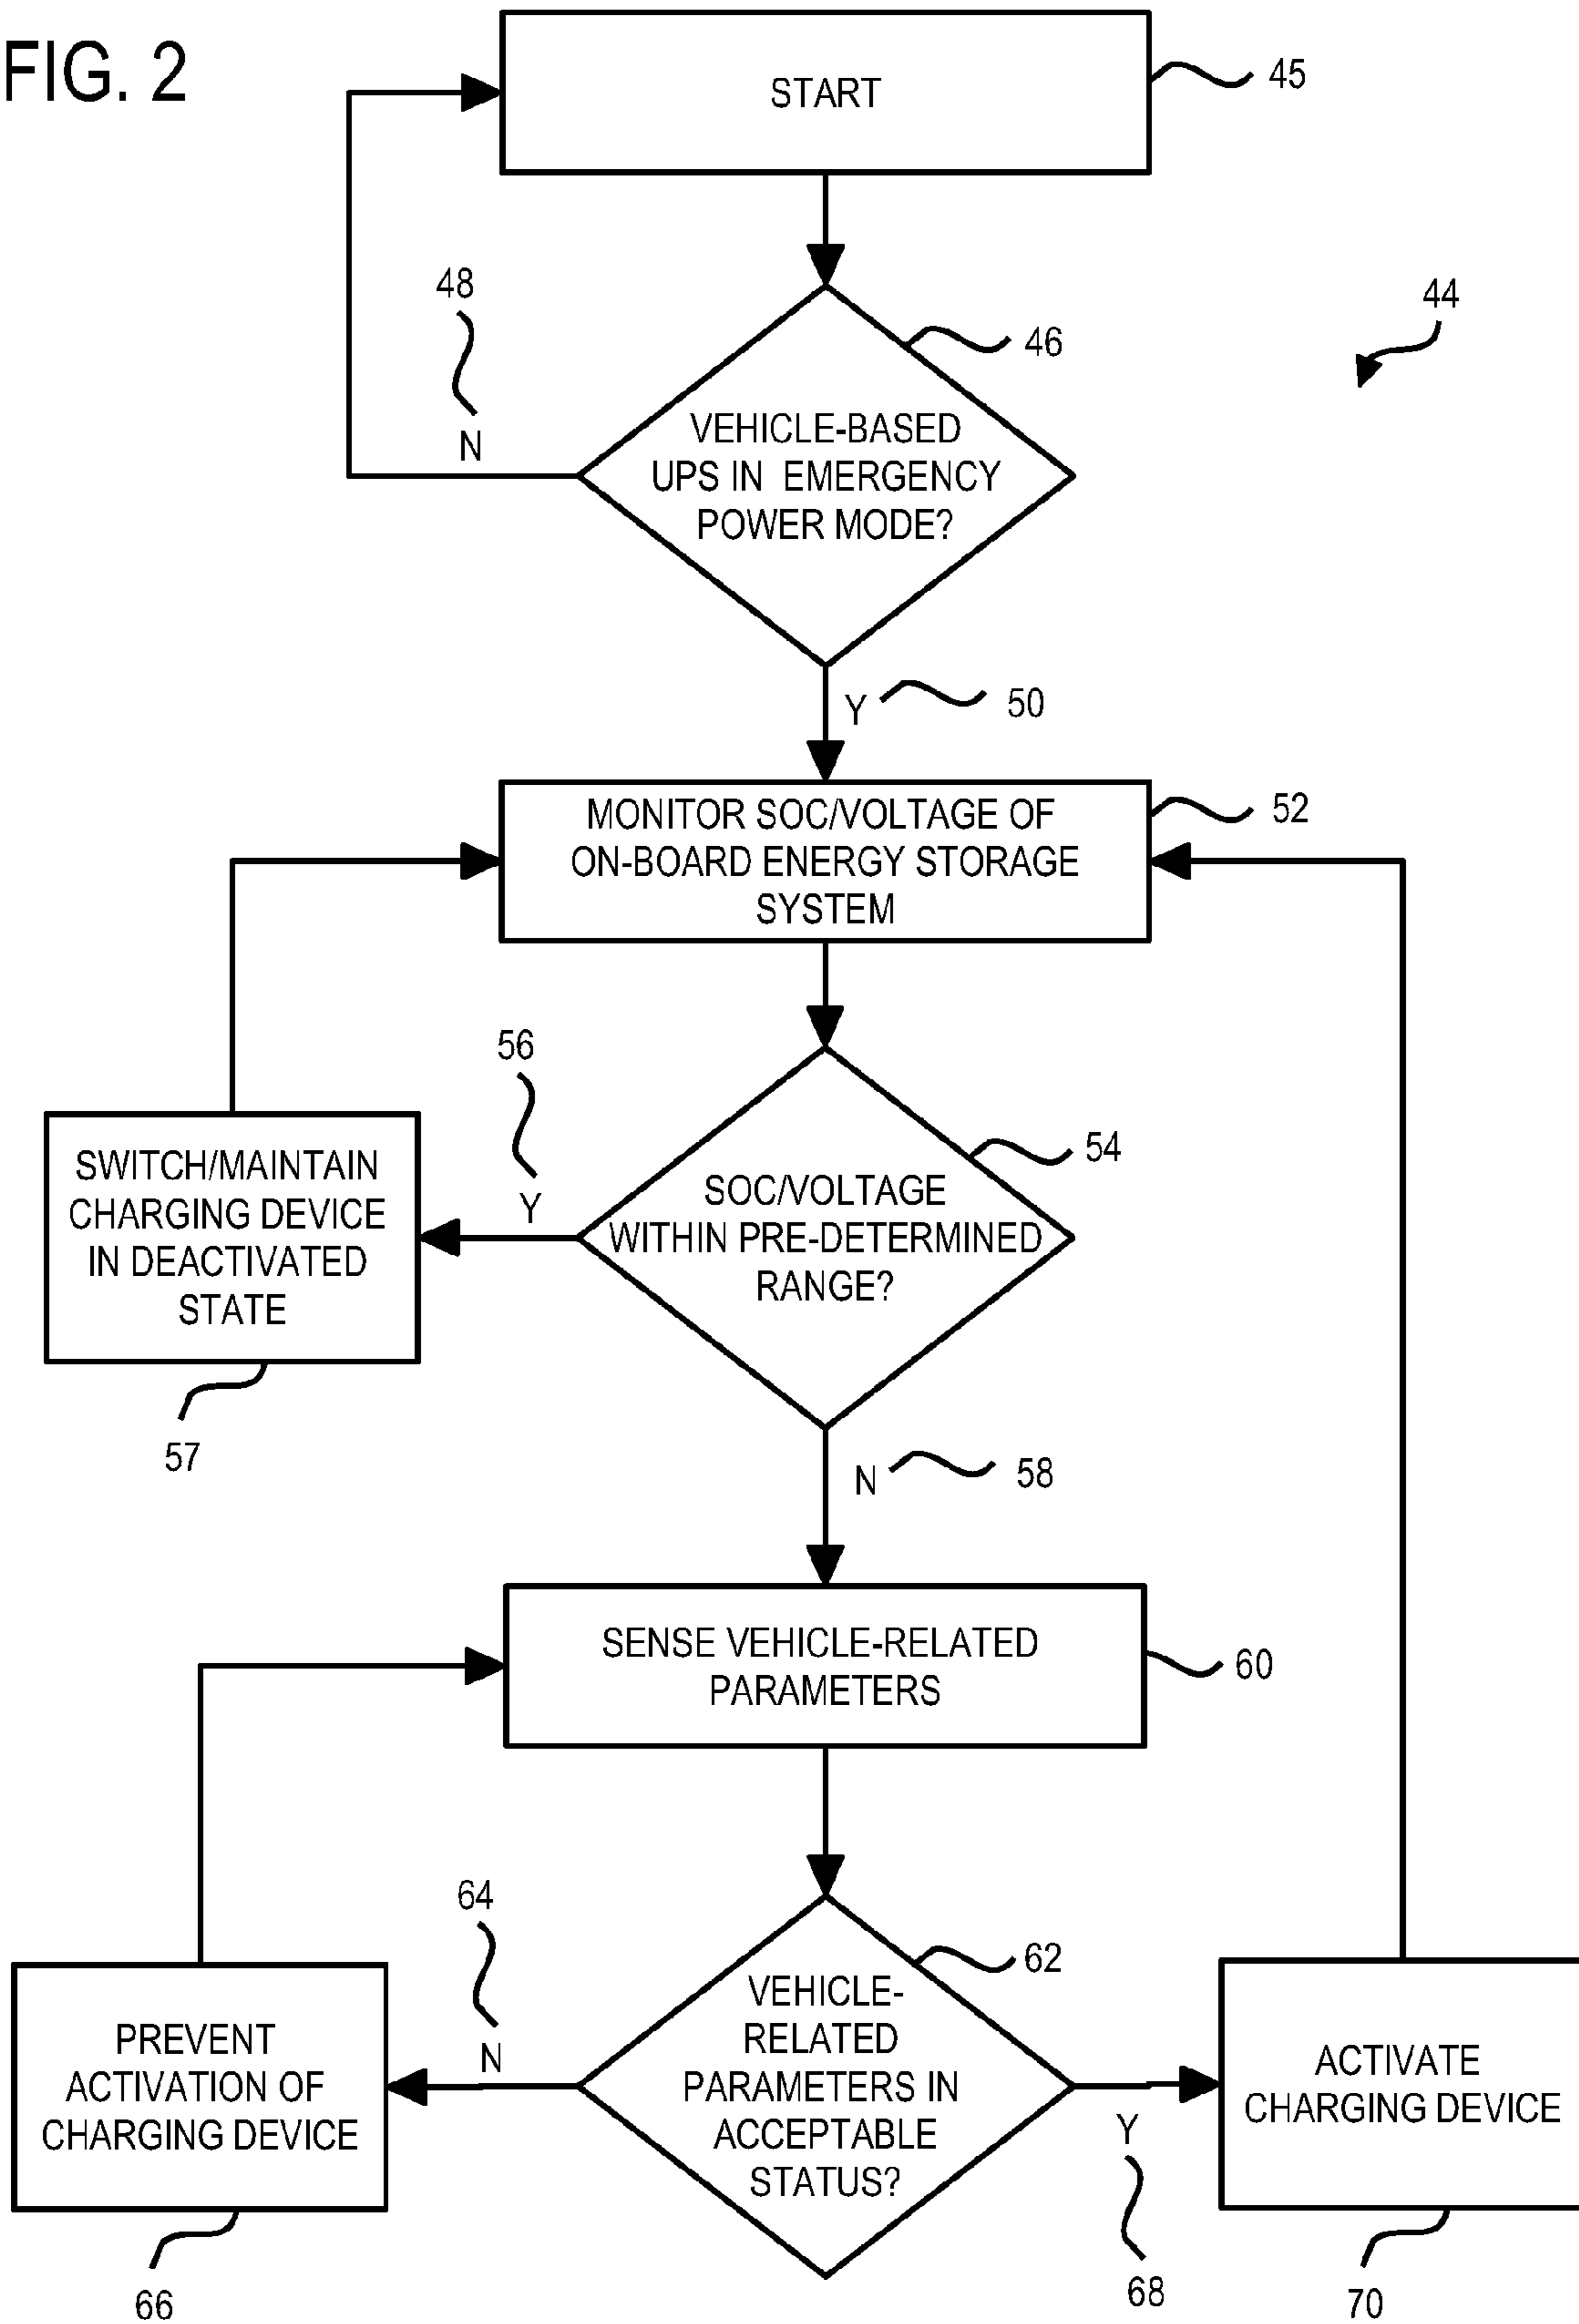 FIG. 2
START
45
48
N
46
44
VEHICLE-BASED
UPS IN EMERGENCY
POWER MODE?
Y
50
MONITOR SOC/VOLTAGE OF
ON-BOARD ENERGY STORAGE
SYSTEM
52
56
Y
54
SWITCH/MAINTAIN
CHARGING DEVICE
IN DEACTIVATED
STATE
57
SOC/VOLTAGE
WITHIN PRE-DETERMINED
RANGE?
N
58
SENSE VEHICLE-RELATED
PARAMETERS
60
64
N
62
PREVENT
ACTIVATION OF
CHARGING DEVICE
66
VEHICLE-
RELATED
PARAMETERS IN
ACCEPTABLE
STATUS?
Y
68
ACTIVATE
CHARGING DEVICE
70